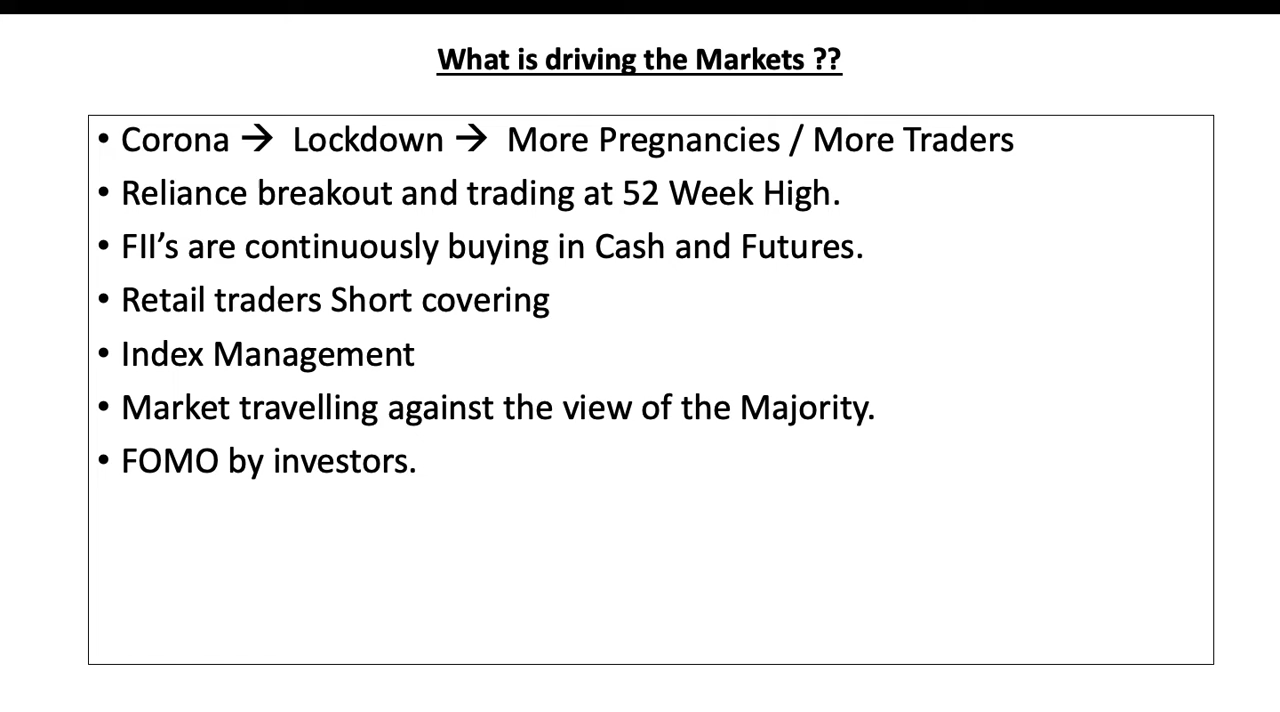 What is driving the Markets ??
• Corona → Lockdown → More Pregnancies / More Traders
• Reliance breakout and trading at 52 Week High.
• FII’s are continuously buying in Cash and Futures.
• Retail traders Short covering
• Index Management
• Market travelling against the view of the Majority.
• FOMO by investors.